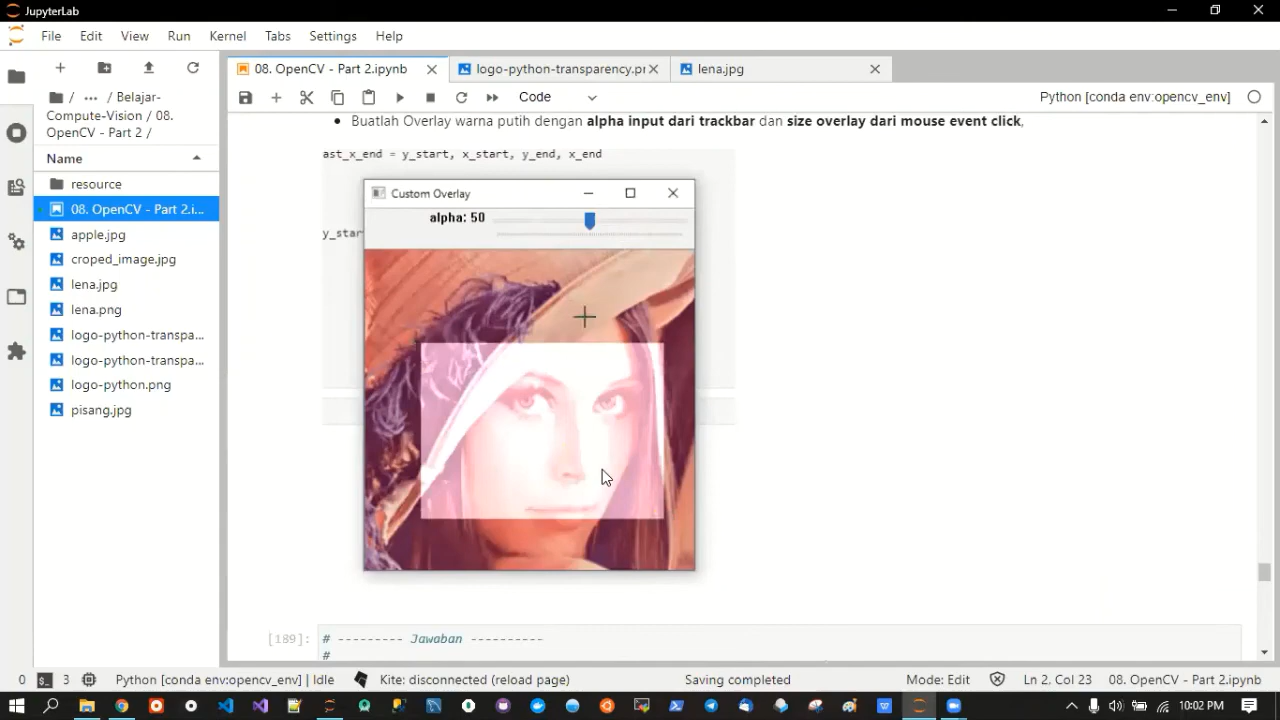 JupyterLab
File Edit View Run Kernel Tabs Settings Help
08. OpenCV - Part 2.ipynb
logo-python-transparency.pr
lena.jpg
/ ··· / Belajar-
Compute-Vision / 08.
OpenCV - Part 2 /
Code
Python [conda env:opencv_env]
Name
resource
08. OpenCV - Part 2.i...
apple.jpg
croped_image.jpg
lena.jpg
lena.png
logo-python-transpa...
logo-python-transpa...
logo-python.png
pisang.jpg
Buatlah Overlay warna putih dengan alpha input dari trackbar dan size overlay dari mouse event click,
ast_x_end = y_start, x_start, y_end, x_end
Custom Overlay
alpha: 50
y_star
[189]:
# --------- Jawaban ----------
#
0 3 Python [conda env:opencv_env] | Idle Kite: disconnected (reload page) Saving completed Mode: Edit Ln 2, Col 23 08. OpenCV - Part 2.ipynb
10:02 PM